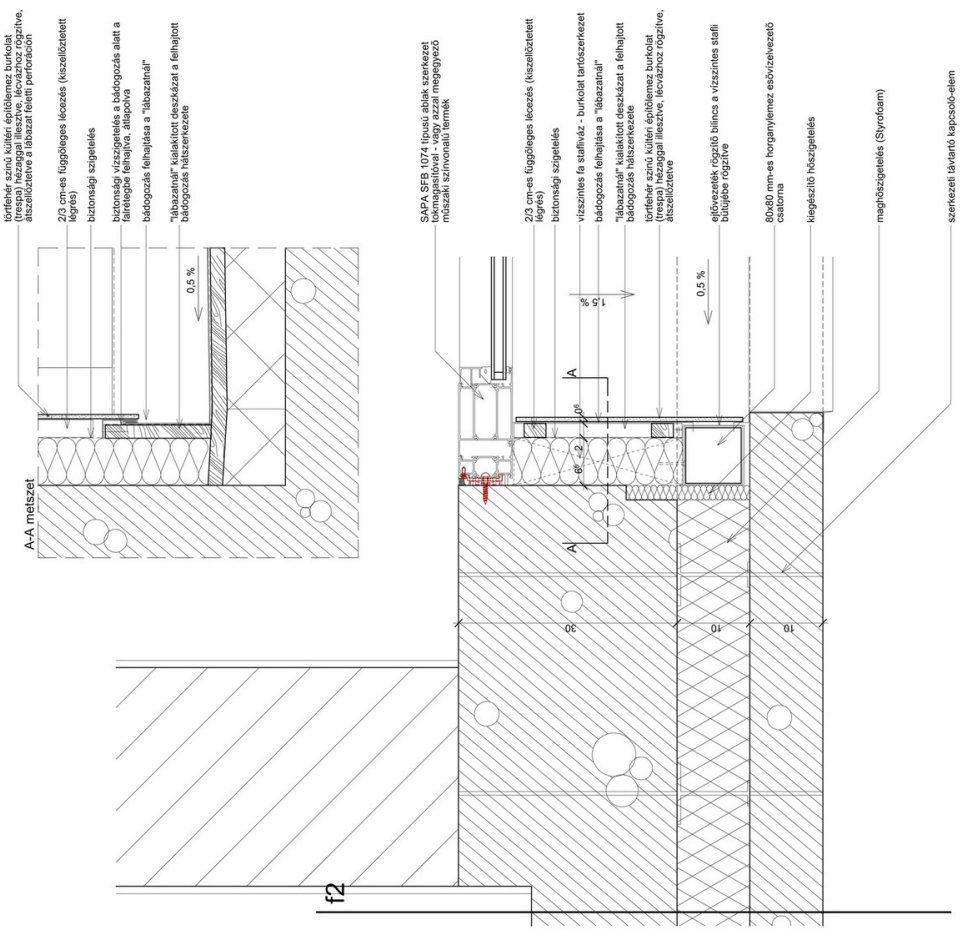 törtfehér színű kültéri építőlemez burkolat
(trespa) hézaggal illesztve, lécvázhoz rögzítve,
átszellőztetve a lábazat feletti perforáción
2/3 cm-es függőleges lécezés (kiszellőztetett
légrés)
biztonsági szigetelés
biztonsági vízszigetelés a bádogozás alatt a
falrétegbe felhajtva, átlapolva
bádogozás felhajtása a "lábazatnál"
"lábazatnál" kialakított deszkázat a felhajtott
bádogozás hátszerkezete
A-A metszet
0,5 %
SAPA SFB 1074 típusú ablak szerkezet
tokmagasítóval - vagy azzal megegyező
műszaki színvonalú termék
2/3 cm-es függőleges lécezés (kiszellőztetett
légrés)
biztonsági szigetelés
vízszintes fa stafliváz - burkolat tartószerkezet
bádogozás felhajtása a "lábazatnál"
"lábazatnál" kialakított deszkázat a felhajtott
bádogozás hátszerkezete
törtfehér színű kültéri építőlemez burkolat
(trespa) hézaggal illesztve, lécvázhoz rögzítve,
átszellőztetve
ejtővezeték rögzítő bilincs a vízszintes stafli
bütüjébe rögzítve
80x80 mm-es horganylemez esővízelvezető
csatorna
kiegészítő hőszigetelés
maghőszigetelés (Styrofoam)
szerkezeti távtartó kapcsoló-elem
1,5 %
0,5 %
A
A
6⁵
2
0⁶
30
10
10
f2